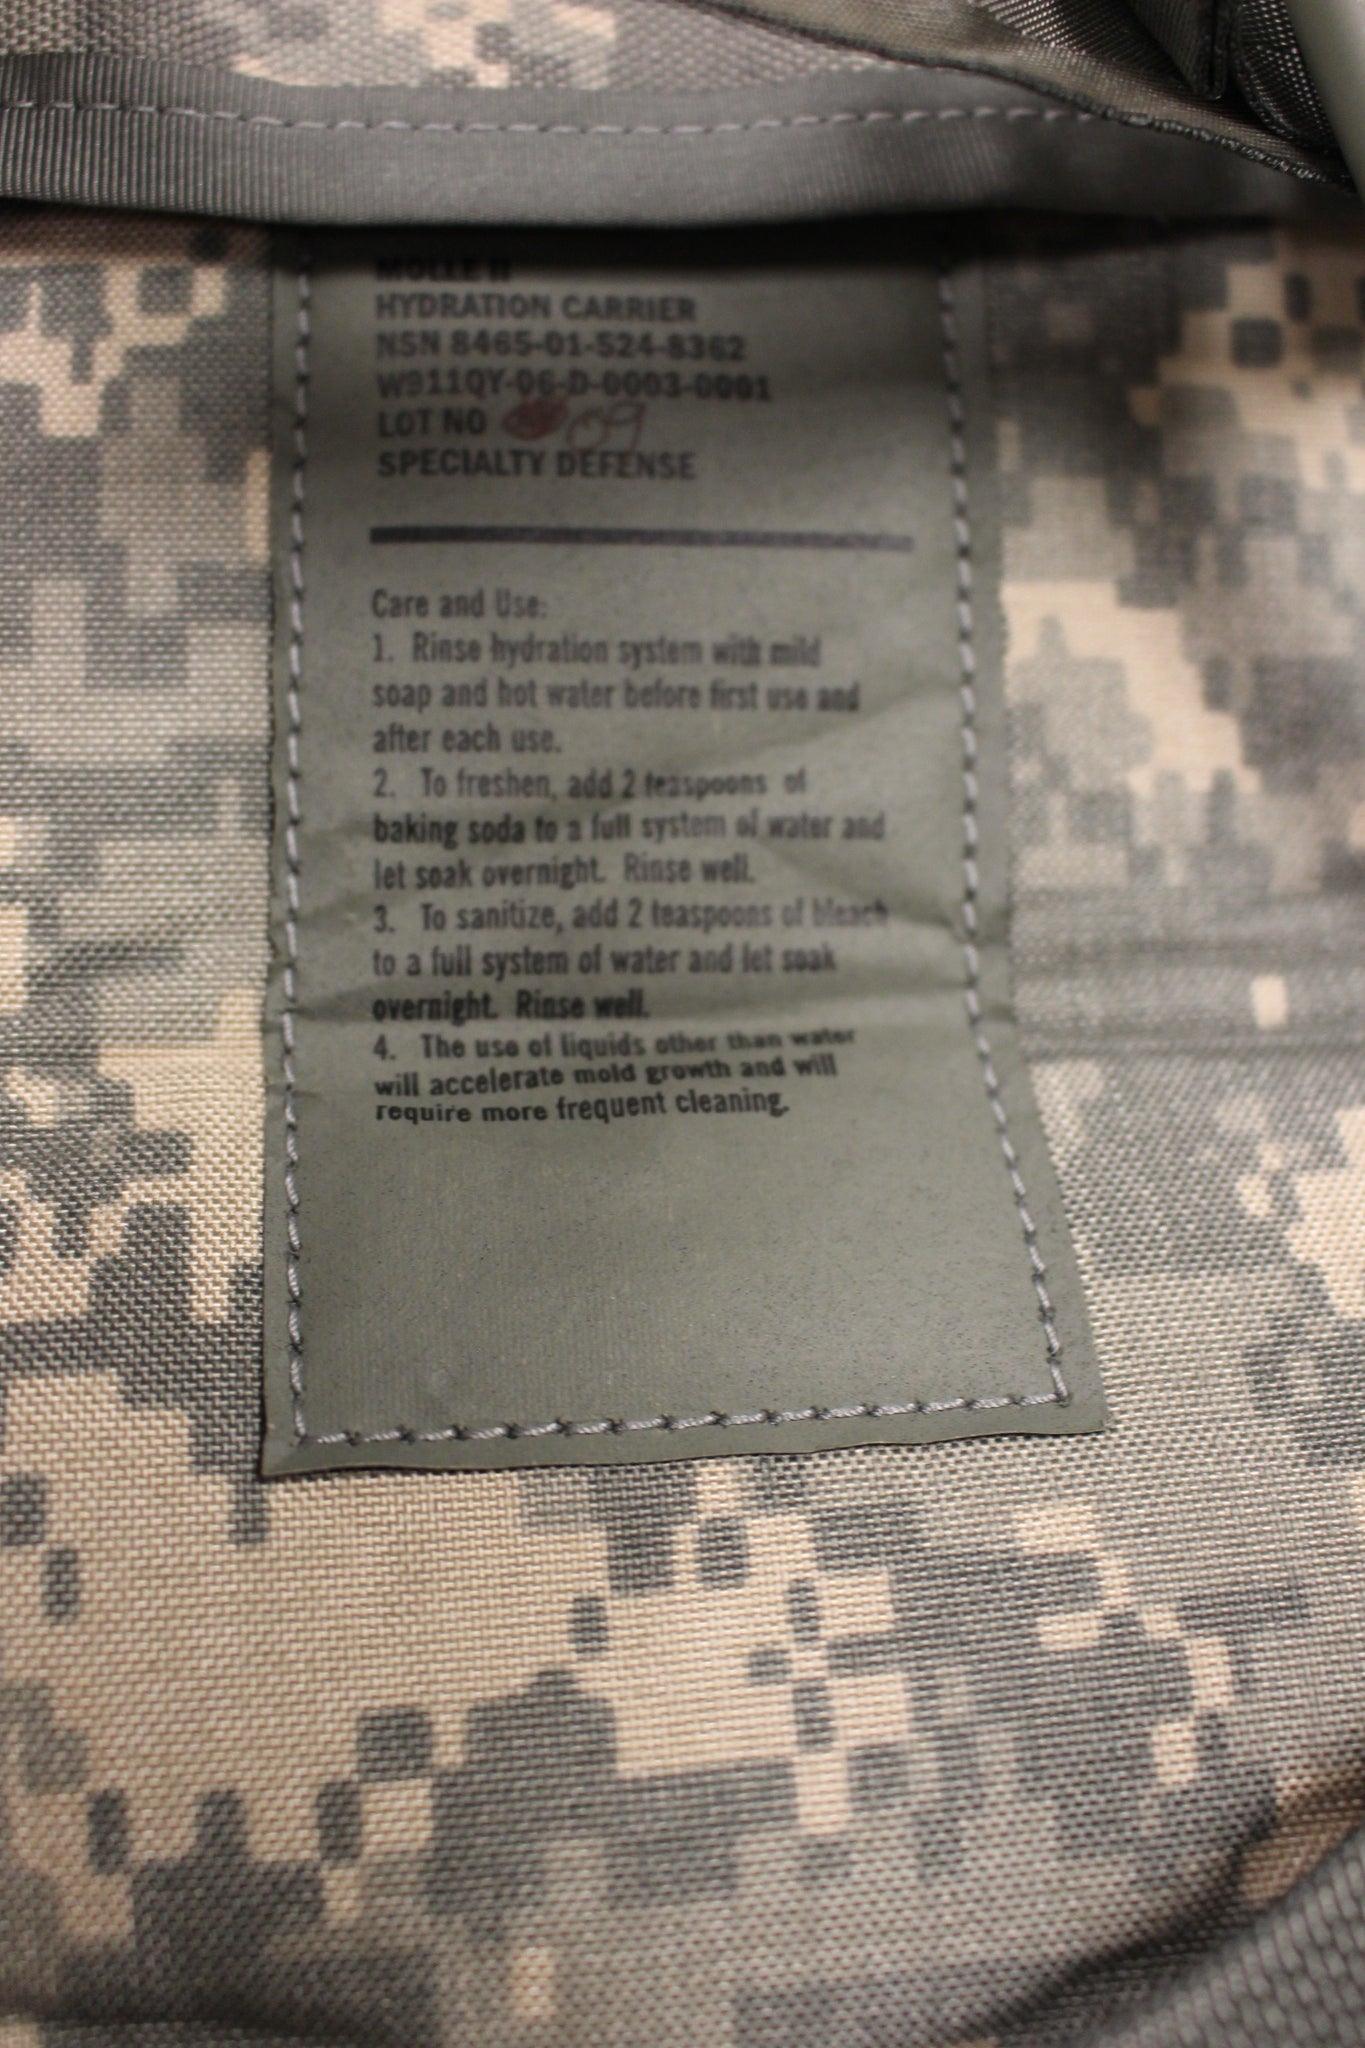 MOLLE II
HYDRATION CARRIER
NSN 8465-01-524-8362
W911QY-06-D-0003-0001
LOT NO 09
SPECIALTY DEFENSE
Care and Use:
1. Rinse hydration system with mild
soap and hot water before first use and
after each use.
2. To freshen, add 2 teaspoons of
baking soda to a full system of water and
let soak overnight. Rinse well.
3. To sanitize, add 2 teaspoons of bleach
to a full system of water and let soak
overnight. Rinse well.
4. The use of liquids other than water
will accelerate mold growth and will
require more frequent cleaning.